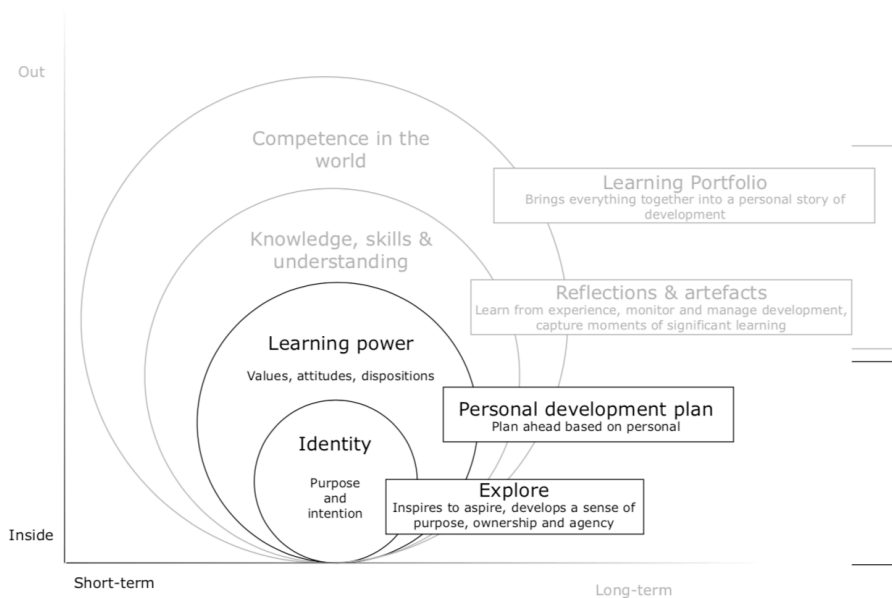 Out
Competence in the
world
Learning Portfolio
Brings everything together into a personal story of
development
Knowledge, skills &
understanding
Reflections & artefacts
Learn from experience, monitor and manage development,
capture moments of significant learning
Learning power
Values, attitudes, dispositions
Personal development plan
Plan ahead based on personal
Identity
Purpose
and
intention
Explore
Inspires to aspire, develops a sense of
purpose, ownership and agency
Inside
Short-term
Long-term